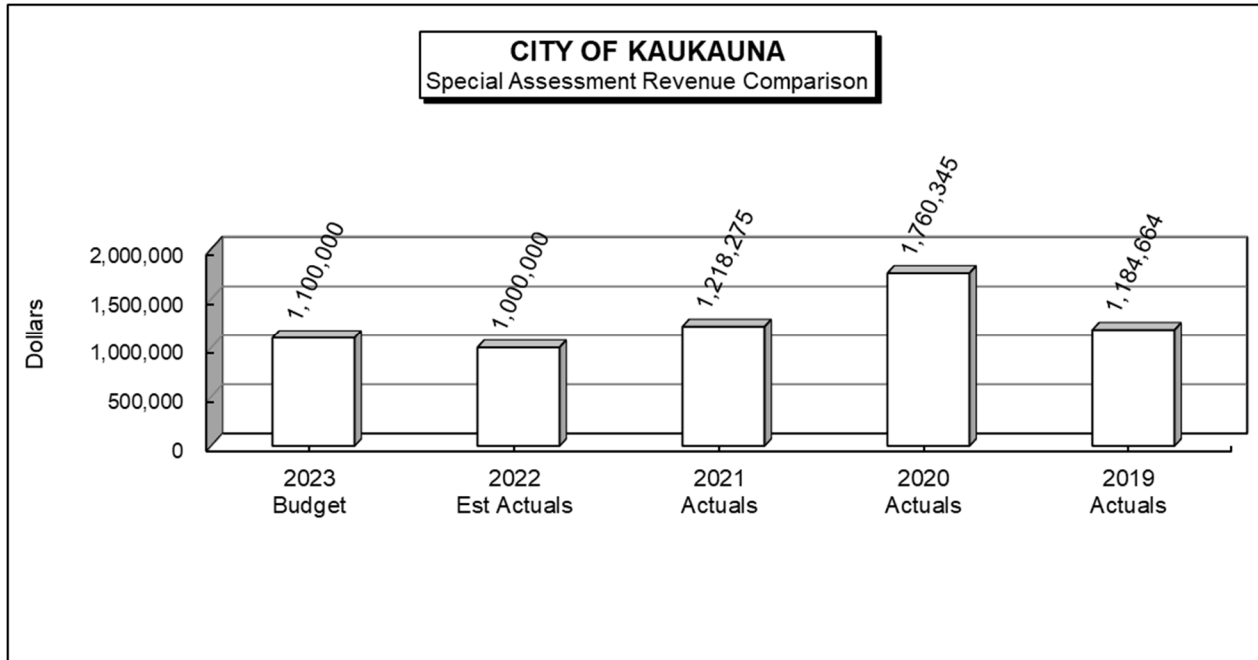 CITY OF KAUKAUNA
Special Assessment Revenue Comparison
1,100,000
1,000,000
1,218,275
1,760,345
1,184,664
Dollars
2,000,000
1,500,000
1,000,000
500,000
0
2023
Budget
2022
Est Actuals
2021
Actuals
2020
Actuals
2019
Actuals